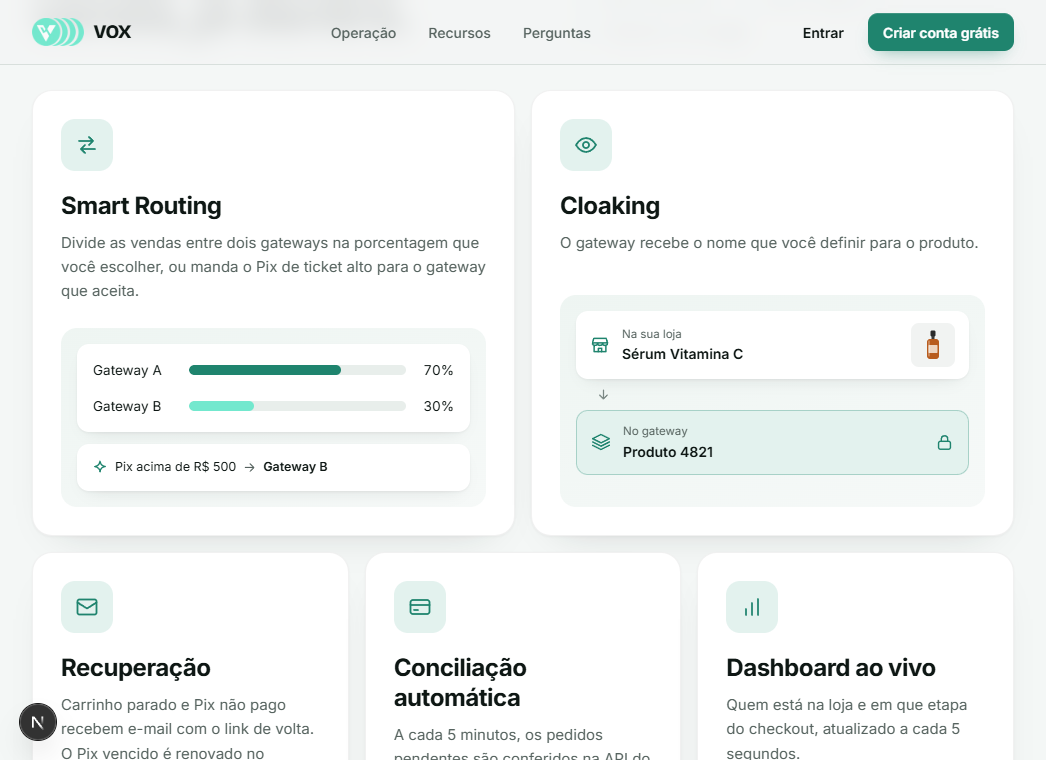 VOX
Operação
Recursos
Perguntas
Entrar
Criar conta grátis
Smart Routing
Divide as vendas entre dois gateways na porcentagem que
você escolher, ou manda o Pix de ticket alto para o gateway
que aceita.
Gateway A
70%
Gateway B
30%
Pix acima de R$ 500 → Gateway B
Cloaking
O gateway recebe o nome que você definir para o produto.
Na sua loja
Sérum Vitamina C
No gateway
Produto 4821
Recuperação
Carrinho parado e Pix não pago
recebem e-mail com o link de volta.
O Pix vencido é renovado no
Conciliação
automática
A cada 5 minutos, os pedidos
pendentes são conferidos na API do
Dashboard ao vivo
Quem está na loja e em que etapa
do checkout, atualizado a cada 5
segundos.
N